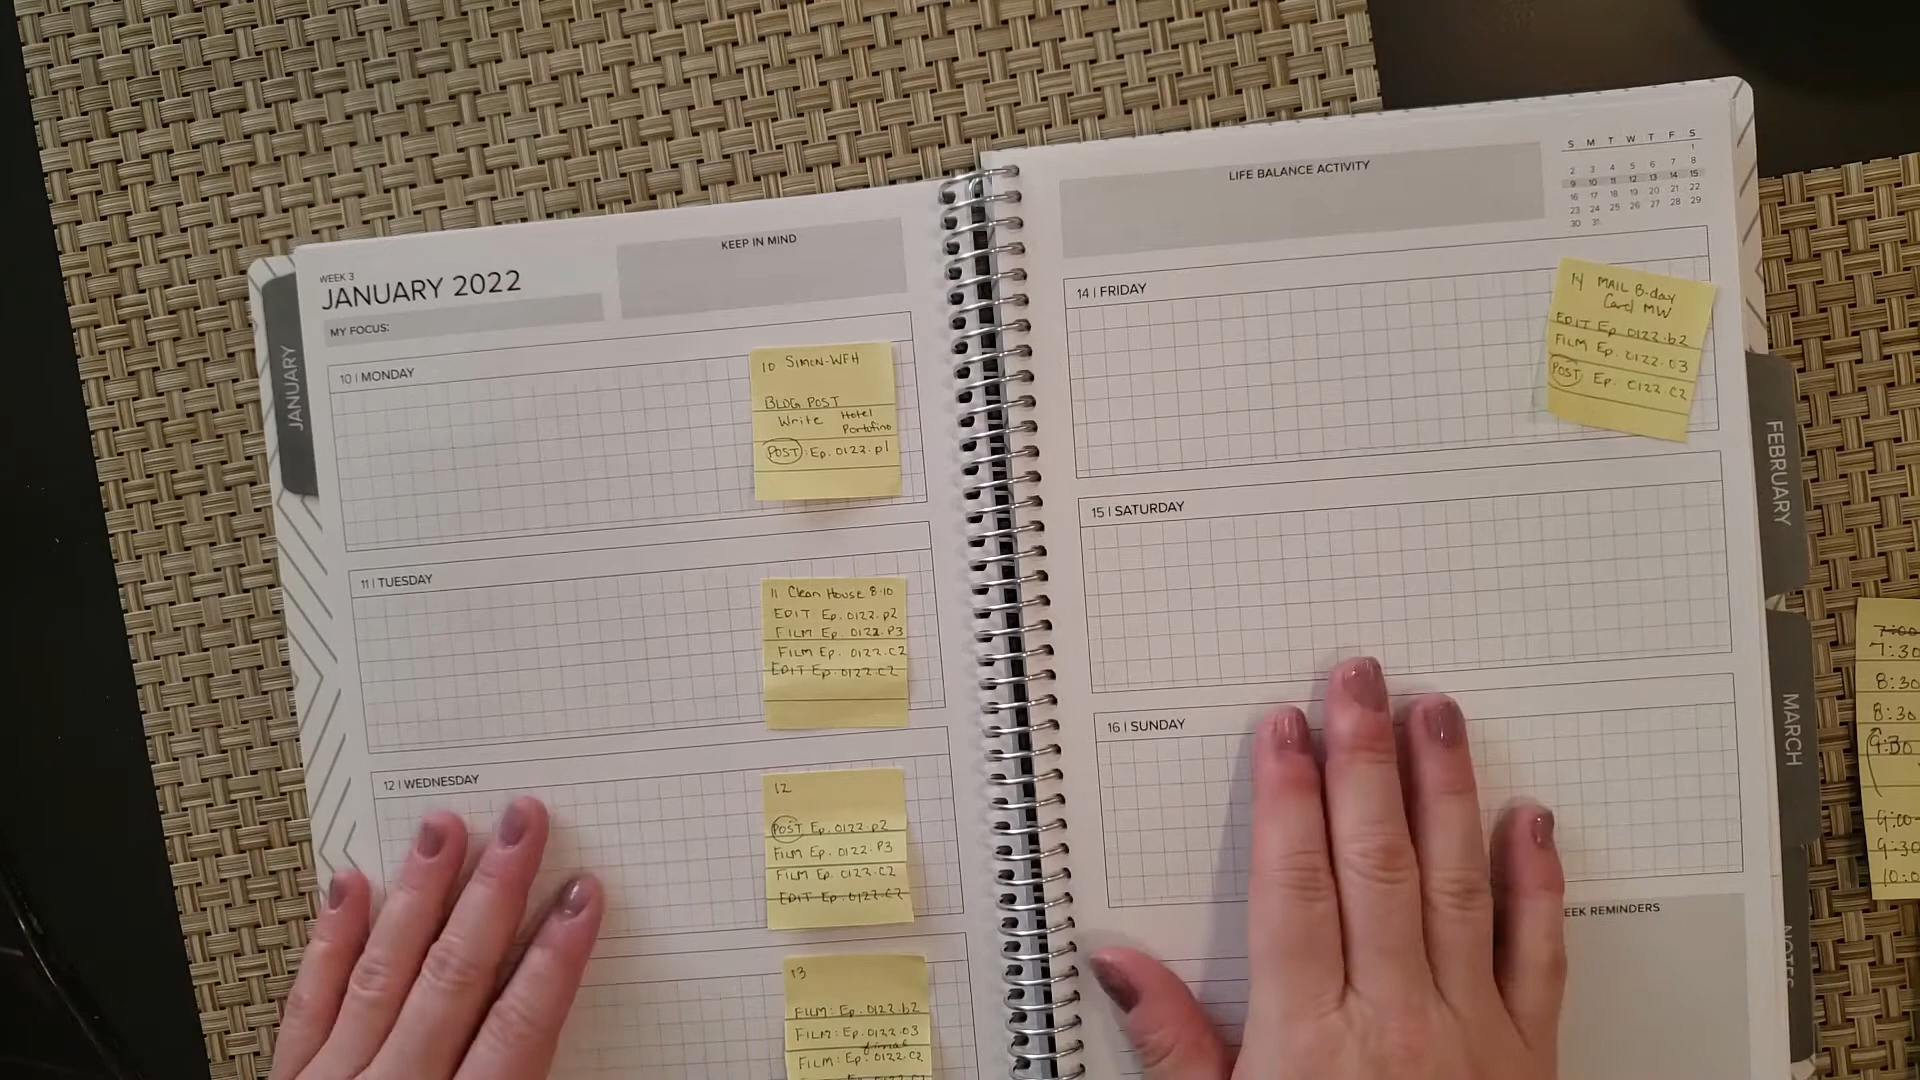 WEEK 3
JANUARY 2022
MY FOCUS:
KEEP IN MIND
JANUARY
10 | MONDAY
10 SIMON-WFH
BLOG POST
Write Hotel
Portofino
POST: Ep. 0122.p1
11 | TUESDAY
11 Clean House 8-10
EDIT Ep. 0122.p2
FILM Ep. 0122.P3
FILM Ep. 0122.C2
EDIT Ep. 0122.C2
12 | WEDNESDAY
12
POST Ep. 0122.p2
FILM Ep. 0122.P3
FILM Ep. 0122.C2
EDIT Ep. 0122.C2
13
FILM: Ep. 0122.b2
FILM: Ep. 0122.03
final
FILM: Ep. 0122.C2
LIFE BALANCE ACTIVITY
S M T W T F S
1
2 3 4 5 6 7 8
9 10 11 12 13 14 15
16 17 18 19 20 21 22
23 24 25 26 27 28 29
30 31
14 | FRIDAY
14 MAIL B-day
Card MW
EDIT Ep. 0122.b2
FILM Ep. 0122.03
POST Ep. 0122.C2
15 | SATURDAY
16 | SUNDAY
REMINDERS
FEBRUARY
MARCH
NOTES
7:00
7:30
8:30
8:30
9:30
9:00
9:30